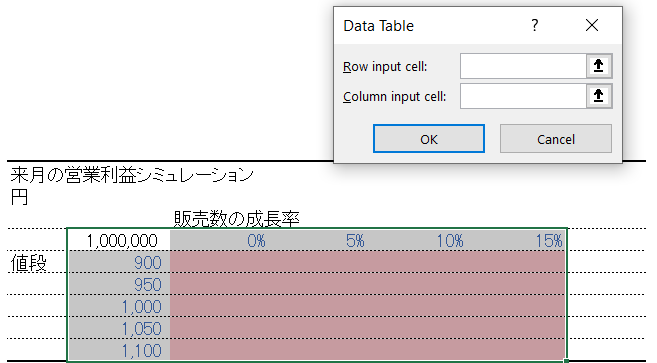 Data Table ? ×
Row input cell:
Column input cell:
OK Cancel
来月の営業利益シミュレーション
円
販売数の成長率
1,000,000 0% 5% 10% 15%
値段 900
950
1,000
1,050
1,100